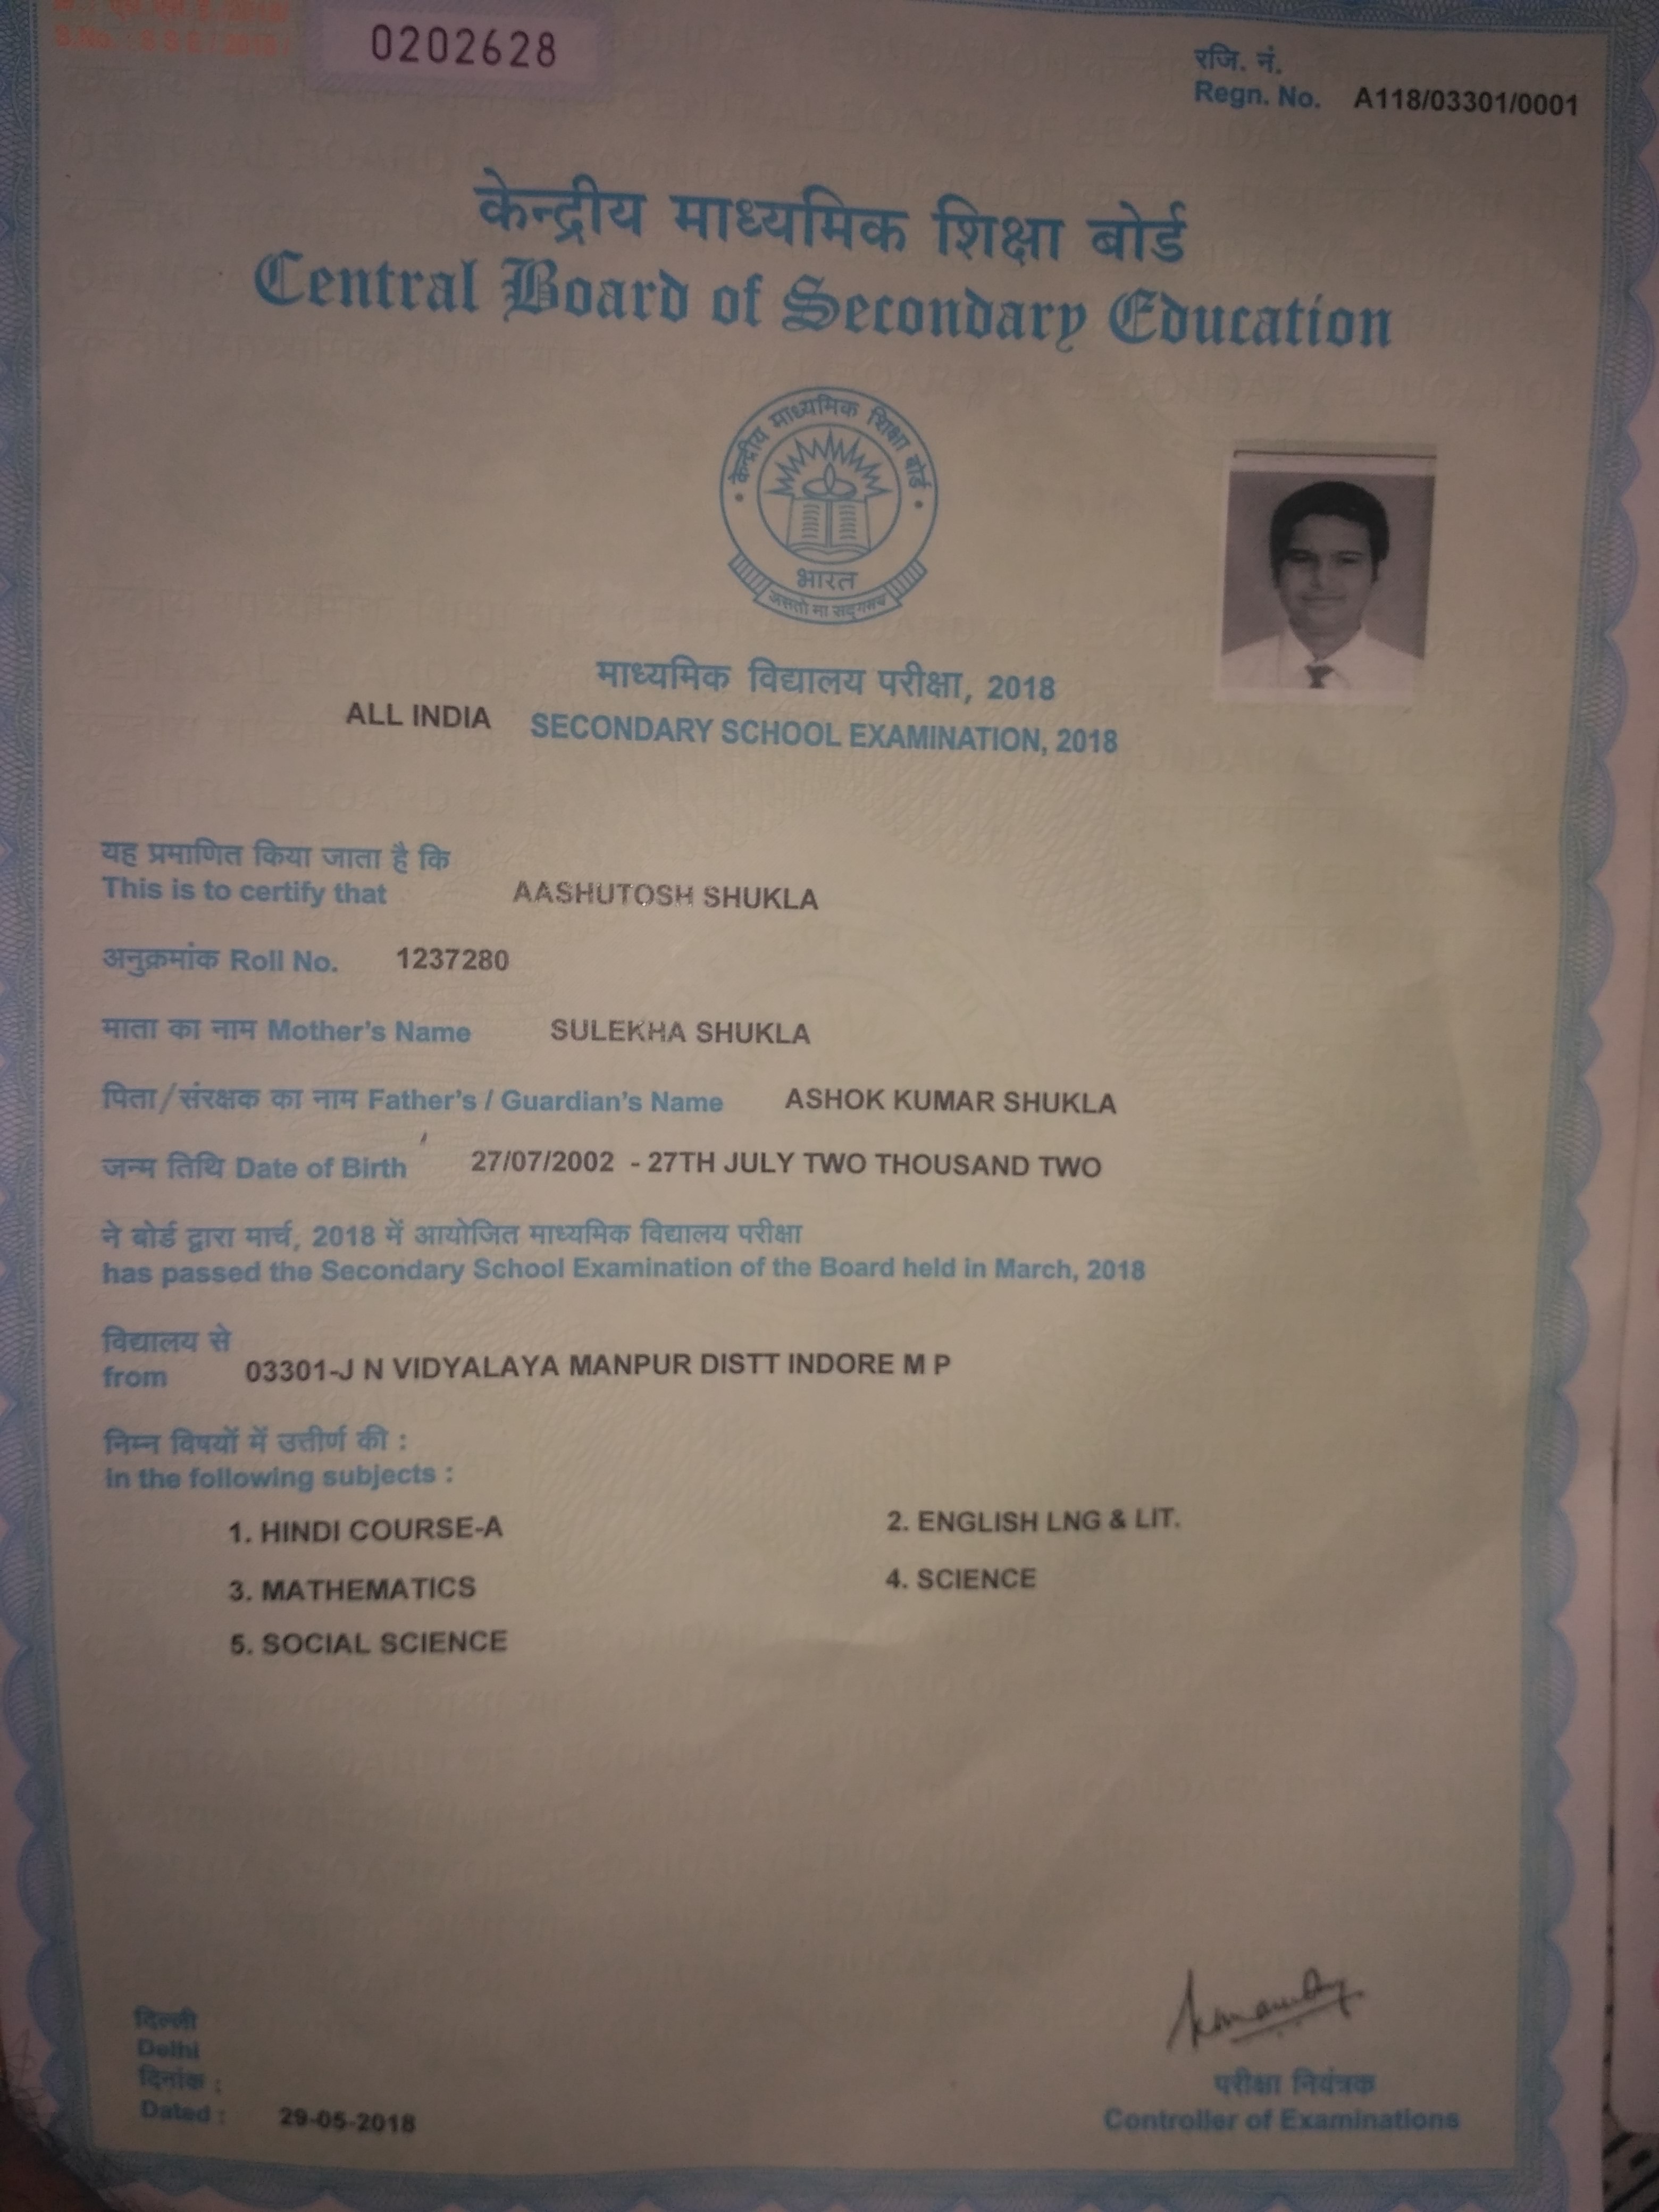 S.No. / SSE / 2018 /
0202628
रजि. नं.
Regn. No. A118/03301/0001
केन्द्रीय माध्यमिक शिक्षा बोर्ड
Central Board of Secondary Education
केन्द्रीय माध्यमिक शिक्षा बोर्ड
भारत
असतो मा सद्गमय
माध्यमिक विद्यालय परीक्षा, 2018
ALL INDIA SECONDARY SCHOOL EXAMINATION, 2018
यह प्रमाणित किया जाता है कि
This is to certify that AASHUTOSH SHUKLA
अनुक्रमांक Roll No. 1237280
माता का नाम Mother's Name SULEKHA SHUKLA
पिता/संरक्षक का नाम Father's / Guardian's Name ASHOK KUMAR SHUKLA
जन्म तिथि Date of Birth 27/07/2002 - 27TH JULY TWO THOUSAND TWO
ने बोर्ड द्वारा मार्च, 2018 में आयोजित माध्यमिक विद्यालय परीक्षा
has passed the Secondary School Examination of the Board held in March, 2018
विद्यालय से
from 03301-J N VIDYALAYA MANPUR DISTT INDORE M P
निम्न विषयों में उत्तीर्ण की :
in the following subjects :
1. HINDI COURSE-A 2. ENGLISH LNG & LIT.
3. MATHEMATICS 4. SCIENCE
5. SOCIAL SCIENCE
दिल्ली
Delhi
दिनांक :
Dated : 29-05-2018
परीक्षा नियंत्रक
Controller of Examinations